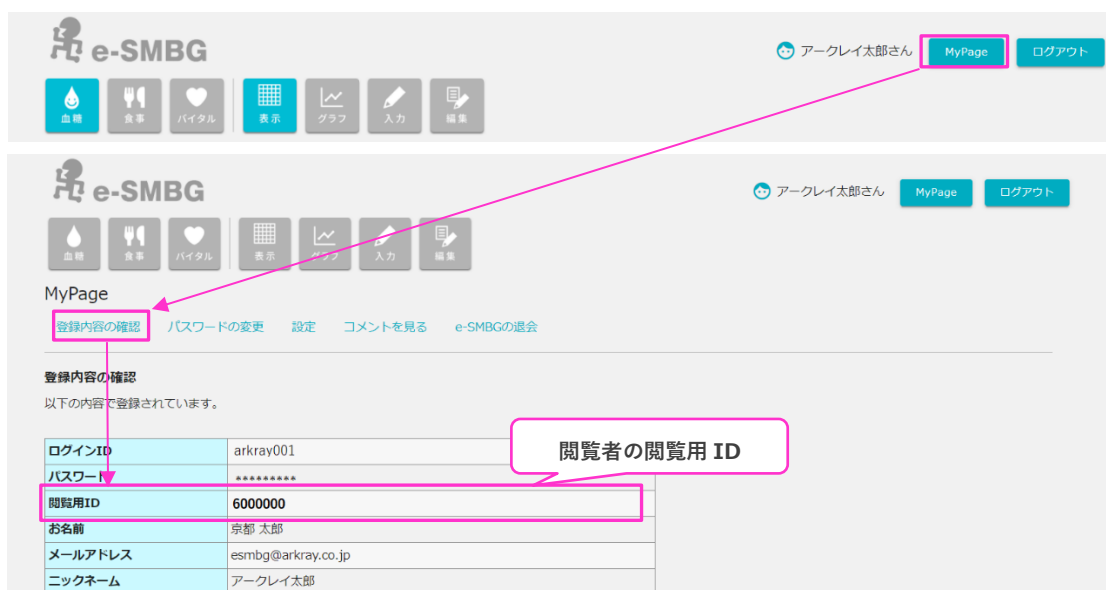 e-SMBG
アークレイ太郎さん MyPage ログアウト
血糖 食事 バイタル 表示 グラフ 入力 編集
e-SMBG
アークレイ太郎さん MyPage ログアウト
血糖 食事 バイタル 表示 グラフ 入力 編集
MyPage
登録内容の確認 パスワードの変更 設定 コメントを見る e-SMBGの退会
登録内容の確認
以下の内容で登録されています。
閲覧者の閲覧用 ID
ログインID arkray001
パスワード *********
閲覧用ID 6000000
お名前 京都 太郎
メールアドレス esmbg@arkray.co.jp
ニックネーム アークレイ太郎